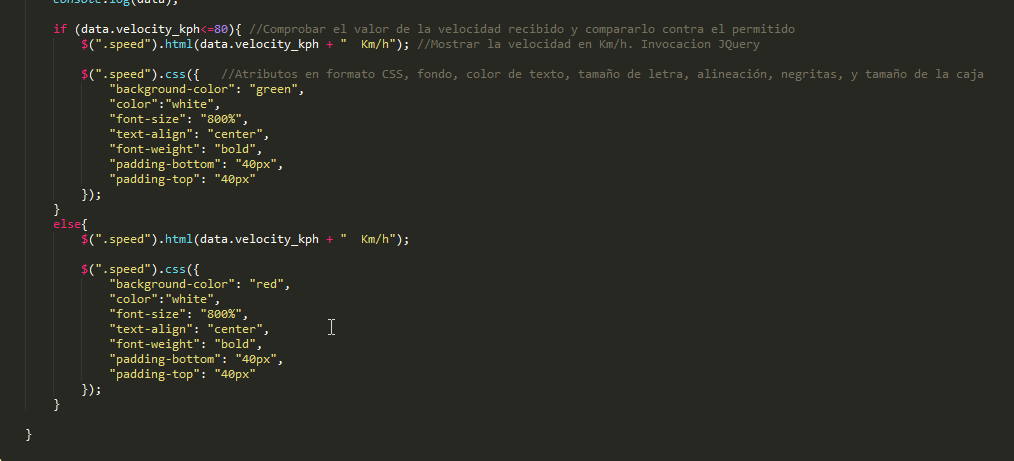 console.log(data);
if (data.velocity_kph<=80){ //Comprobar el valor de la velocidad recibido y compararlo contra el permitido
$(".speed").html(data.velocity_kph + "  Km/h"); //Mostrar la velocidad en Km/h. Invocacion JQuery
$(".speed").css({   //Atributos en formato CSS, fondo, color de texto, tamaño de letra, alineación, negritas, y tamaño de la caja
"background-color": "green",
"color":"white",
"font-size": "800%",
"text-align": "center",
"font-weight": "bold",
"padding-bottom": "40px",
"padding-top": "40px"
});
}
else{
$(".speed").html(data.velocity_kph + "  Km/h");
$(".speed").css({
"background-color": "red",
"color":"white",
"font-size": "800%",
"text-align": "center",
"font-weight": "bold",
"padding-bottom": "40px",
"padding-top": "40px"
});
}
}